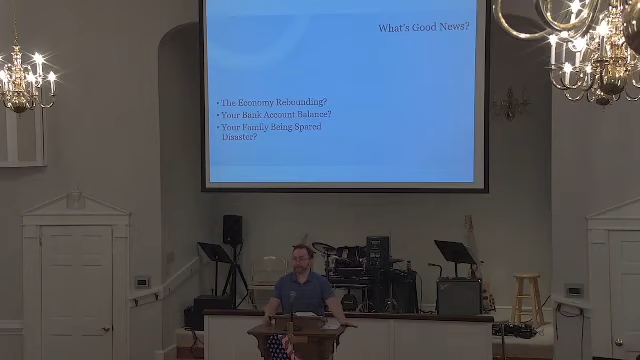 What's Good News?
• The Economy Rebounding?
• Your Bank Account Balance?
• Your Family Being Spared
Disaster?